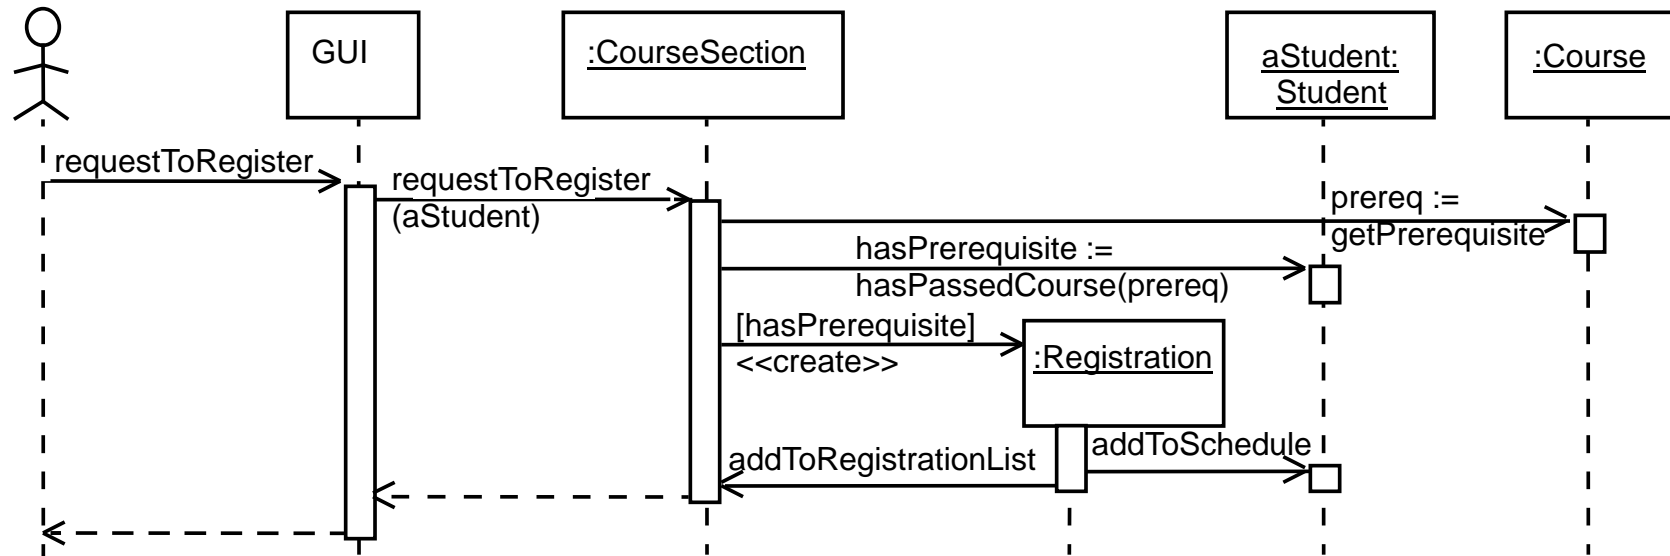 GUI
:CourseSection
aStudent:
Student
:Course
requestToRegister
requestToRegister
(aStudent)
prereq :=
getPrerequisite
hasPrerequisite :=
hasPassedCourse(prereq)
[hasPrerequisite]
<<create>>
:Registration
addToRegistrationList
addToSchedule